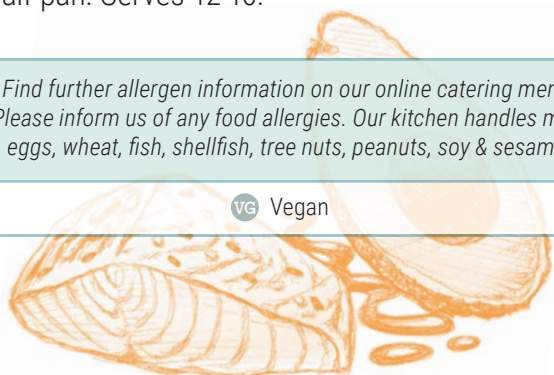 pan. Serves 12-16.
Find further allergen information on our online catering
Please inform us of any food allergies. Our kitchen handles
eggs, wheat, fish, shellfish, tree nuts, peanuts, soy & sesam
VG Vegan